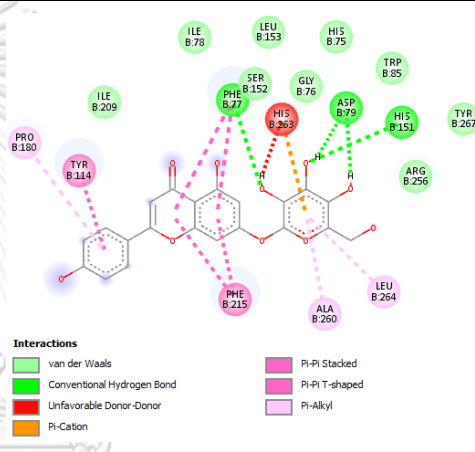 ILE
B:78
LEU
B:153
HIS
B:75
TRP
B:85
ILE
B:209
SER
B:152
GLY
B:76
PHE
B:77
HIS
B:263
ASP
B:79
HIS
B:151
TYR
B:267
PRO
B:180
TYR
B:114
ARG
B:256
H
H
H
O
O
O
O
O
O
O
O
O
O
PHE
B:215
ALA
B:260
LEU
B:264
Interactions
van der Waals
Conventional Hydrogen Bond
Unfavorable Donor-Donor
Pi-Cation
Pi-Pi Stacked
Pi-Pi T-shaped
Pi-Alkyl